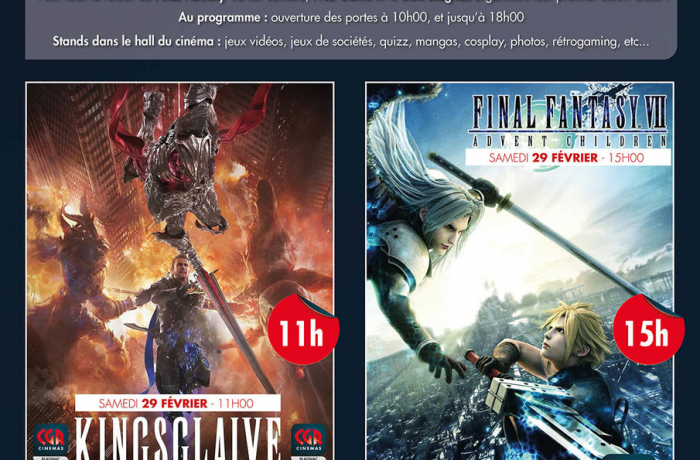 Au programme : ouverture des portes à 10h00, et jusqu'à 18h00
Stands dans le hall du cinéma : jeux vidéos, jeux de sociétés, quizz, mangas, cosplay, photos, rétrogaming, etc...
FINAL FANTASY VII
ADVENT CHILDREN
SAMEDI 29 FÉVRIER - 15H00
11h
15h
SAMEDI 29 FÉVRIER - 11H00
KINGSGLAIVE
CGR
CINEMAS
CGR
CINEMAS